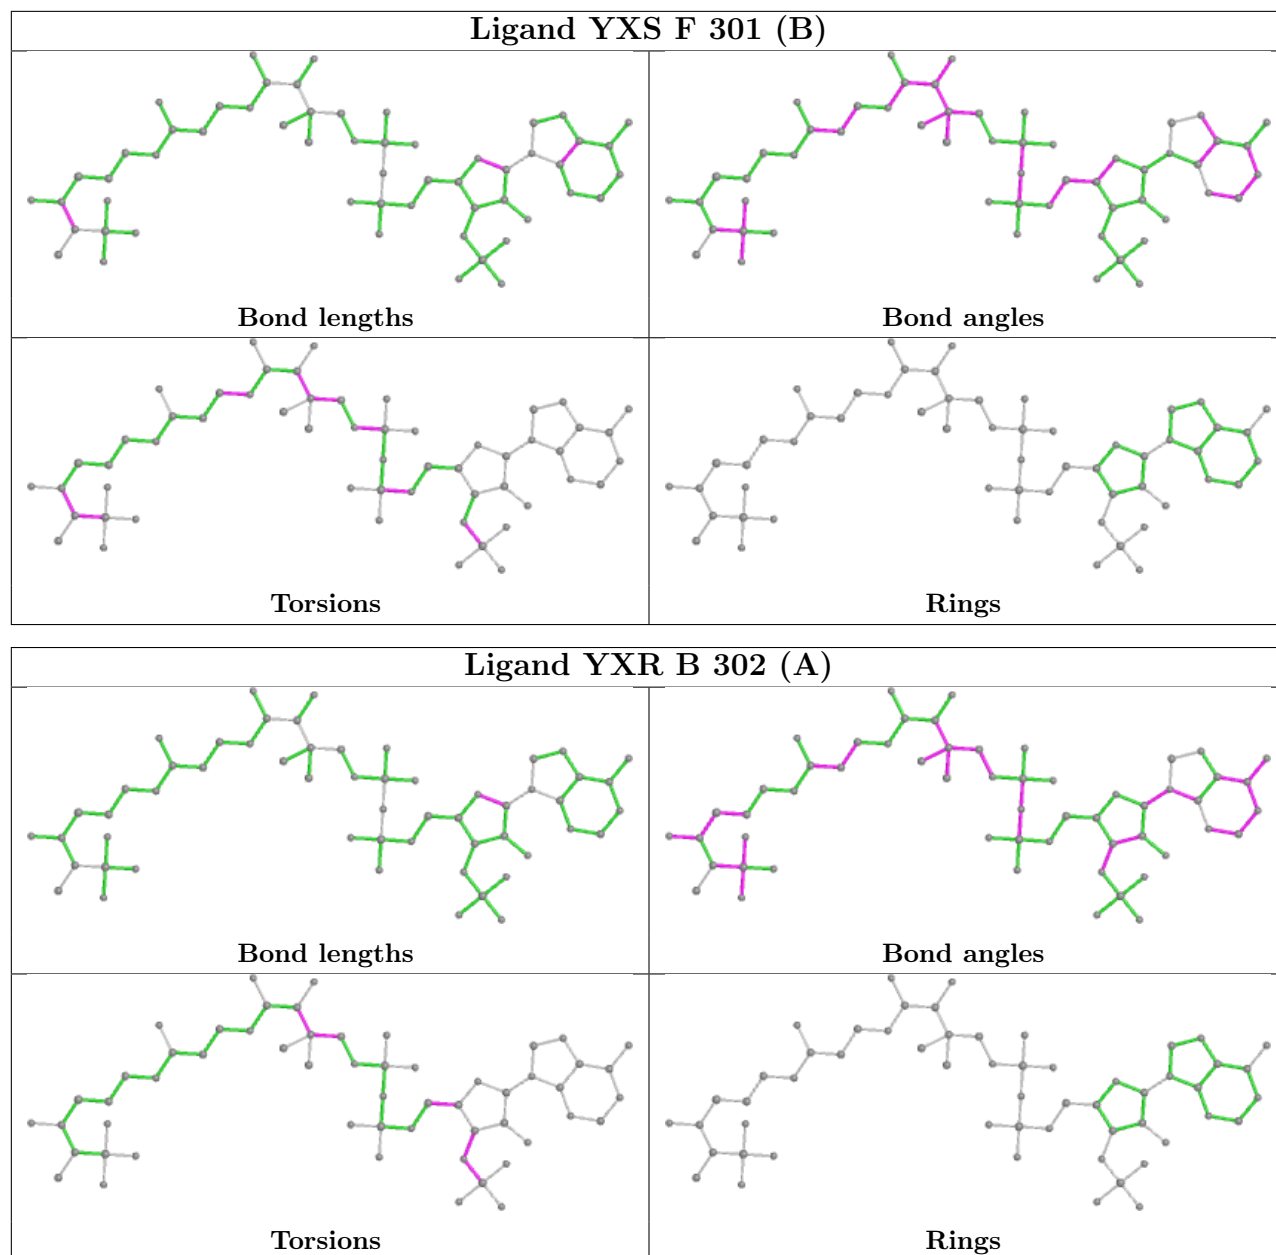 Ligand YXS F 301 (B)
Bond lengths
Bond angles
Torsions
Rings
Ligand YXR B 302 (A)
Bond lengths
Bond angles
Torsions
Rings